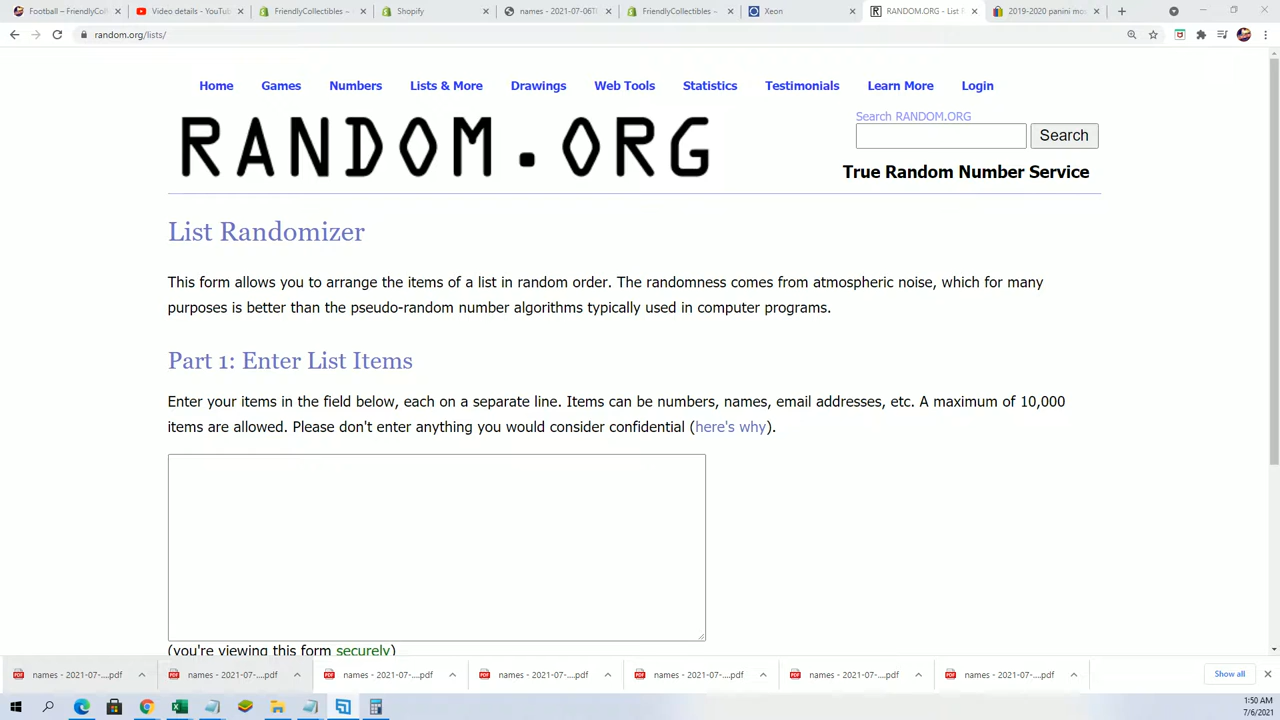 Football – FriendlyCol
Video details - YouTub
FriendlyCollectibles –
Shopify
names - 2021-07-06T
FriendlyCollectibles –
Xeon
RANDOM.ORG - List
2019-2020 panini mo
random.org/lists/
Home Games Numbers Lists & More Drawings Web Tools Statistics Testimonials Learn More Login
RANDOM.ORG
Search RANDOM.ORG
Search
True Random Number Service
List Randomizer
This form allows you to arrange the items of a list in random order. The randomness comes from atmospheric noise, which for many
purposes is better than the pseudo-random number algorithms typically used in computer programs.
Part 1: Enter List Items
Enter your items in the field below, each on a separate line. Items can be numbers, names, email addresses, etc. A maximum of 10,000
items are allowed. Please don't enter anything you would consider confidential (here's why).
(you're viewing this form securely)
names - 2021-07-....pdf
names - 2021-07-....pdf
names - 2021-07-....pdf
names - 2021-07-....pdf
names - 2021-07-....pdf
names - 2021-07-....pdf
names - 2021-07-....pdf
Show all
1:50 AM
7/6/2021